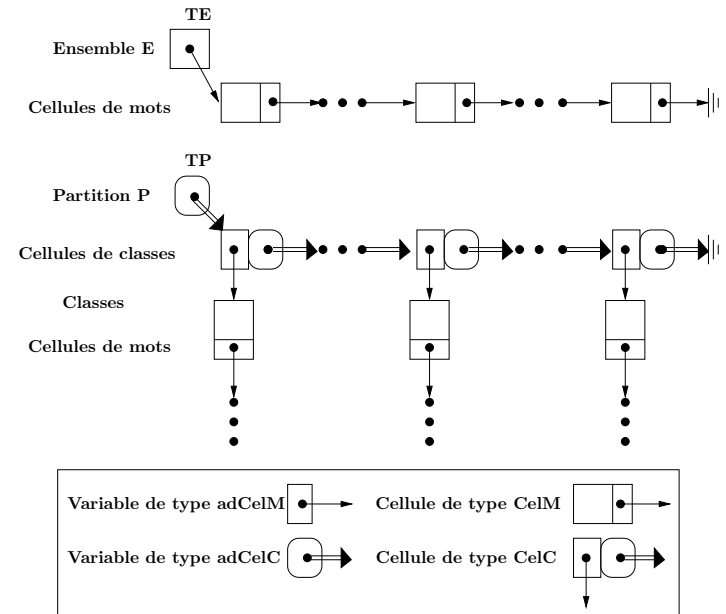 TE
Ensemble E
Cellules de mots
TP
Partition P
Cellules de classes
Classes
Cellules de mots
Variable de type adCelM
Cellule de type CelM
Variable de type adCelC
Cellule de type CelC